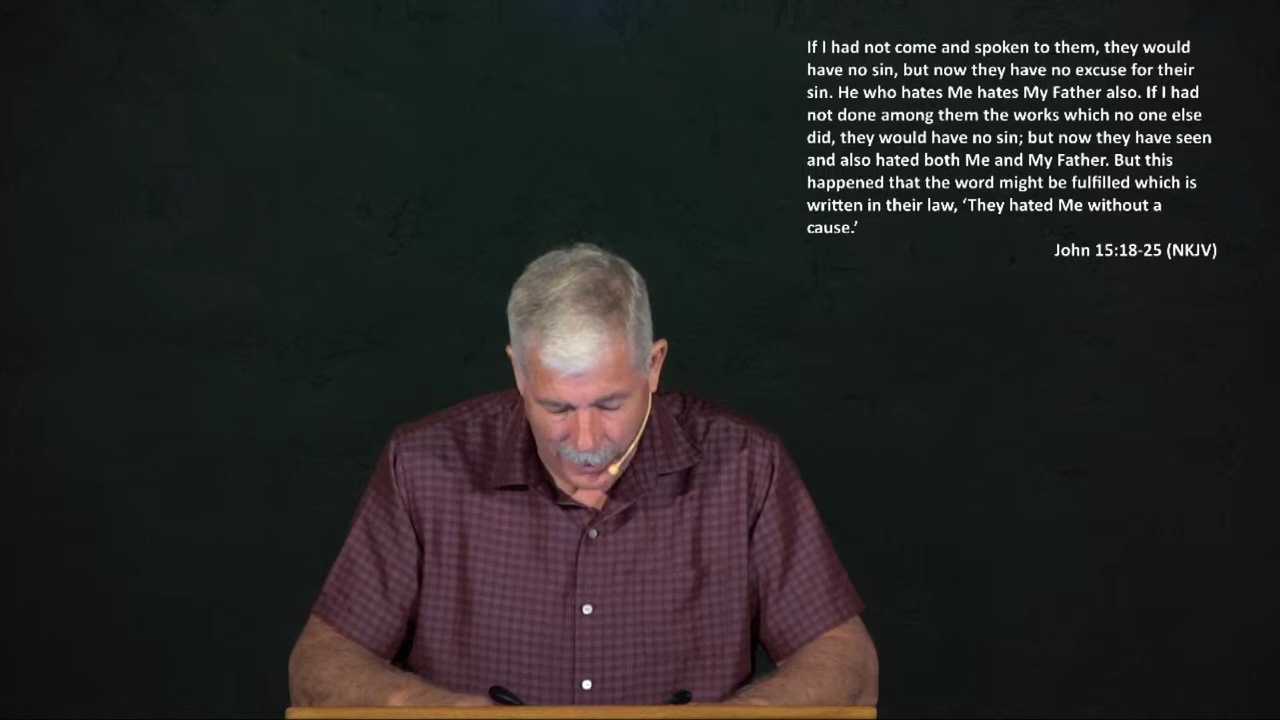 If I had not come and spoken to them, they would
have no sin, but now they have no excuse for their
sin. He who hates Me hates My Father also. If I had
not done among them the works which no one else
did, they would have no sin; but now they have seen
and also hated both Me and My Father. But this
happened that the word might be fulfilled which is
written in their law, ‘They hated Me without a
cause.’
John 15:18-25 (NKJV)